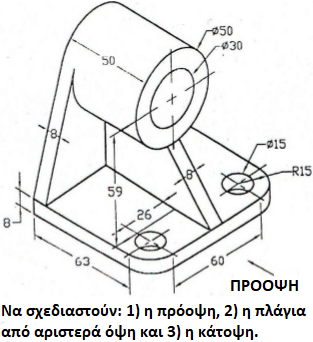 ø50
ø30
50
8
ø15
R15
59
8
26
8
63
60
ΠΡΟΟΨΗ
Να σχεδιαστούν: 1) η πρόοψη, 2) η πλάγια
από αριστερά όψη και 3) η κάτοψη.